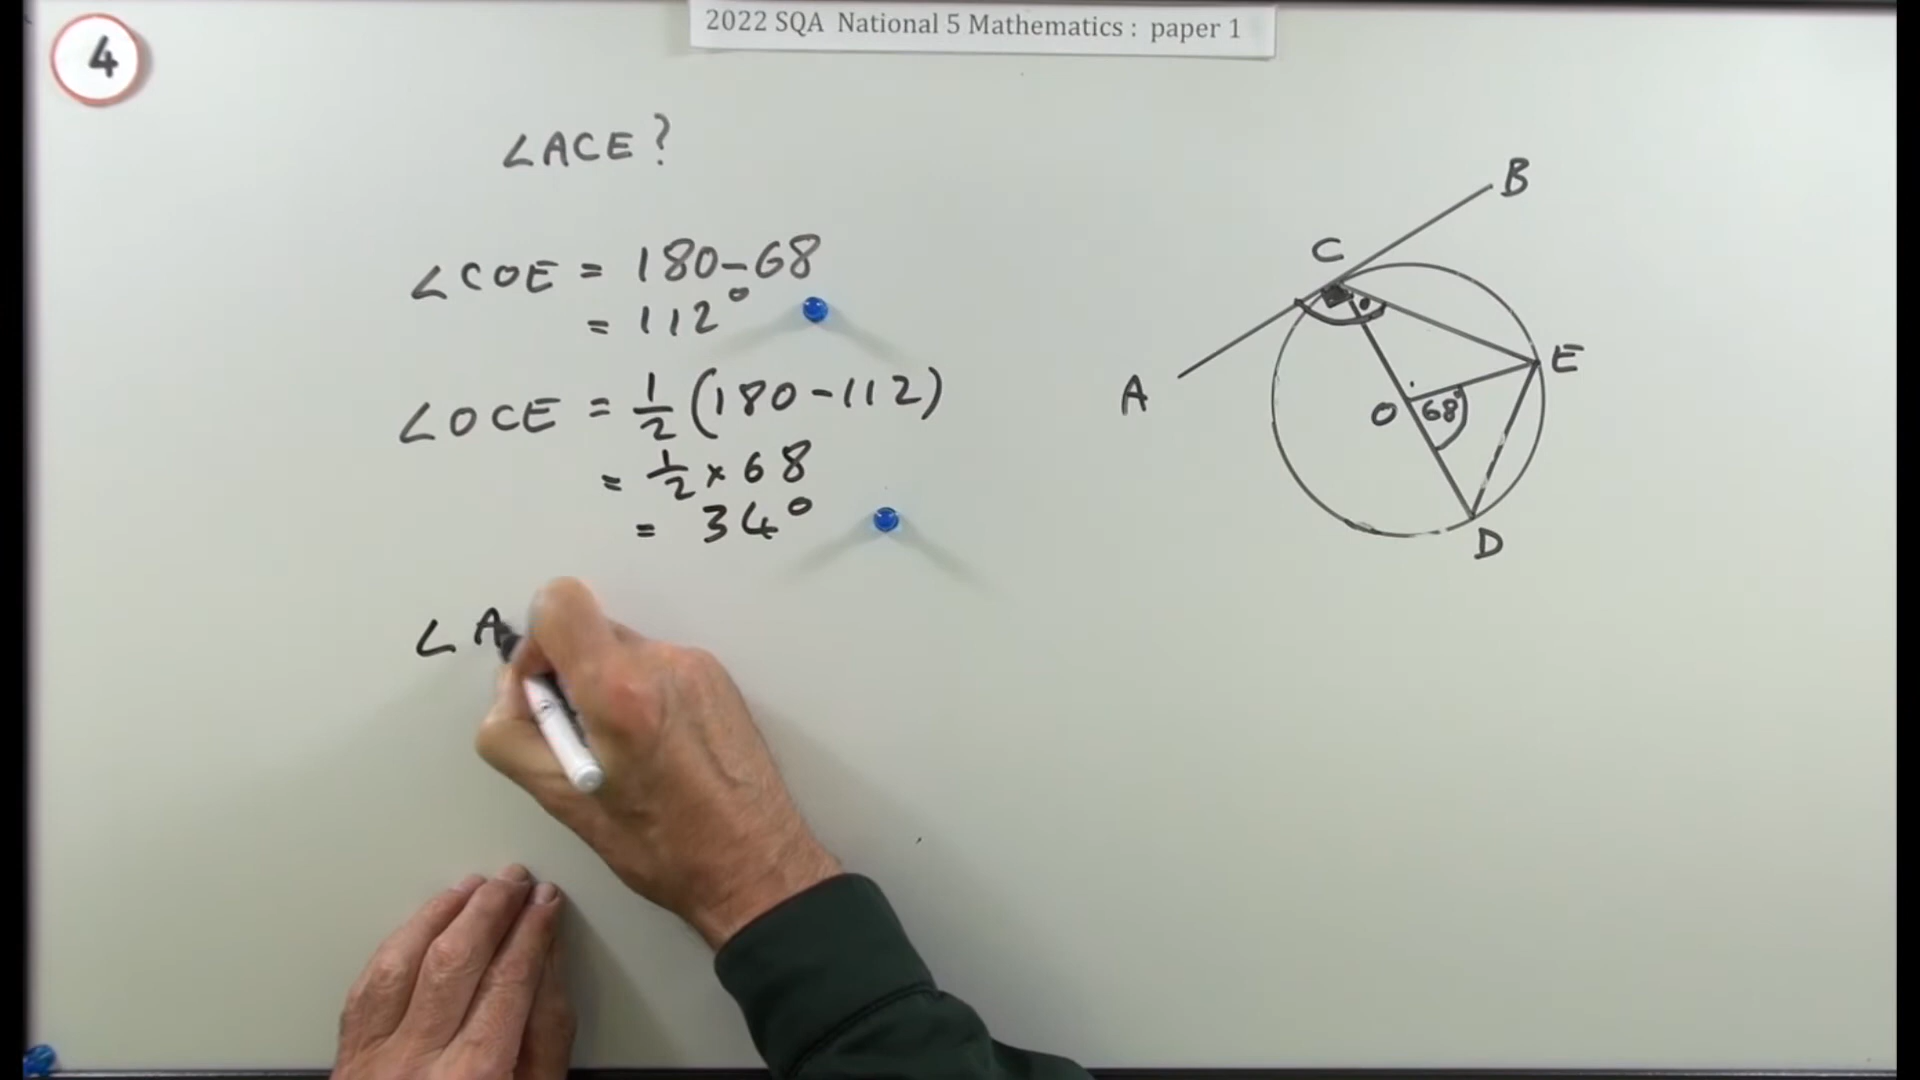 4
2022 SQA National 5 Mathematics : paper 1
∠ACE?
∠COE = 180-68
= 112°
∠OCE = ½(180-112)
= ½×68
= 34°
∠A
B
C
A
E
O
68°
D